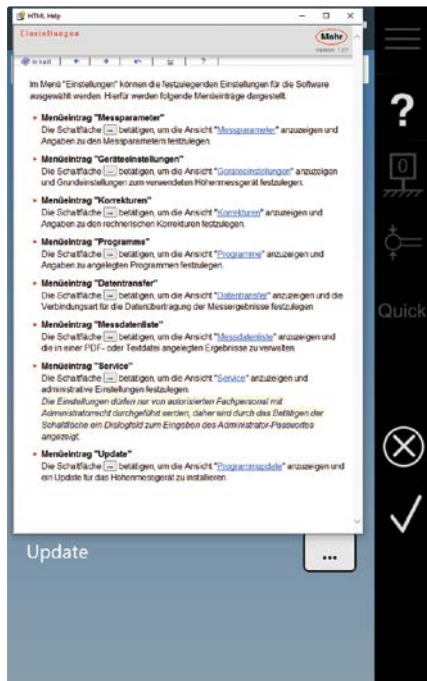 HTML Help
Einstellungen
Mahr
Inhalt
?
Im Menü "Einstellungen" können die festzulegenden Einstellungen für die Software
ausgewählt werden. Hierfür werden folgende Menüeinträge dargestellt.
Menüeintrag "Messparameter"
Die Schaltfläche ... betätigen, um die Ansicht "Messparameter" anzuzeigen und
Angaben zu den Messparametern festzulegen.
Menüeintrag "Geräteeinstellungen"
Die Schaltfläche ... betätigen, um die Ansicht "Geräteeinstellungen" anzuzeigen
und Grundeinstellungen zum verwendeten Höhenmessgerät festzulegen.
Menüeintrag "Korrekturen"
Die Schaltfläche ... betätigen, um die Ansicht "Korrekturen" anzuzeigen und
Angaben zu den rechnerischen Korrekturen festzulegen.
Menüeintrag "Programme"
Die Schaltfläche ... betätigen, um die Ansicht "Programme" anzuzeigen und
Angaben zu angelegten Programmen festzulegen.
Menüeintrag "Datentransfer"
Die Schaltfläche ... betätigen, um die Ansicht "Datentransfer" anzuzeigen und die
Verbindungsart für die Datenübertragung der Messergebnisse festzulegen.
Menüeintrag "Messdatenliste"
Die Schaltfläche ... betätigen, um die Ansicht "Messdatenliste" anzuzeigen und
die in einer PDF- oder Textdatei angelegten Ergebnisse zu verwalten.
Menüeintrag "Service"
Die Schaltfläche ... betätigen, um die Ansicht "Service" anzuzeigen und
administrative Einstellungen festzulegen.
Die Einstellungen dürfen nur von autorisierten Fachpersonal mit
Administratorrecht durchgeführt werden, daher wird durch das Betätigen der
Schaltfläche ein Dialogfeld zum Eingeben des Administrator-Passwortes
angezeigt.
Menüeintrag "Update"
Die Schaltfläche ... betätigen, um die Ansicht "Programmupdate" anzuzeigen und
ein Update für das Höhenmessgerät zu installieren.
Update
...
?
0
Quick